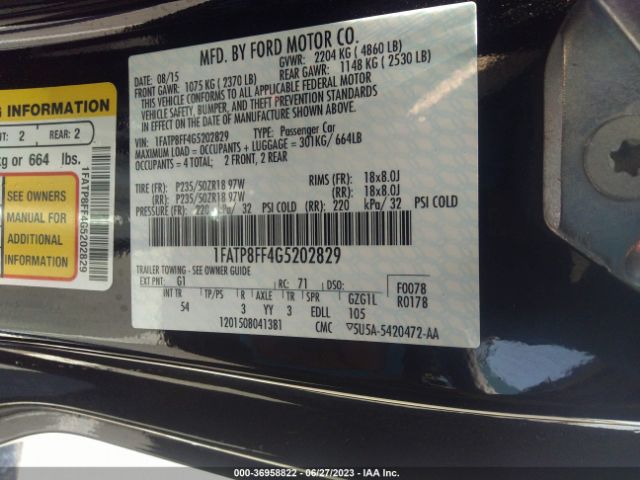 MFD. BY FORD MOTOR CO.
08/15 GVWR: 2204 KG ( 4860 LB)
FRONT GAWR: 1075 KG ( 2370 LB) REAR GAWR: 1148 KG ( 2530 LB)
THIS VEHICLE CONFORMS TO ALL APPLICABLE FEDERAL MOTOR
VEHICLE SAFETY, BUMPER, AND THEFT PREVENTION STANDARDS
IN EFFECT ON THE DATE OF MANUFACTURE SHOWN ABOVE.
VIN: 1FATP8FF4G5202829 TYPE: Passenger Car
MAXIMUM LOAD = OCCUPANTS + LUGGAGE = 301KG/ 664LB
OCCUPANTS = 4 TOTAL; 2 FRONT, 2 REAR
TIRE (FR): P235/50ZR18 97W RIMS (FR): 18x8.0J
(RR): P235/50ZR18 97W (RR): 18x8.0J
PRESSURE (FR): 220 kPa/ 32 PSI COLD (RR): 220 kPa/ 32 PSI COLD
1FATP8FF4G5202829
TRAILER TOWING - SEE OWNER GUIDE
EXT PNT: G1 RC: 71 DSO: F0078
INT TR TP/PS R AXLE TR SPR GZG1L R0178
54 3 YY 3 EDLL 105
1201508041381 CMC 5U5A-5420472-AA
G INFORMATION
NT: 2 REAR: 2
kg or 664 lbs.
SEE OWNERS
MANUAL FOR
ADDITIONAL
INFORMATION
1FATP8FF4G5202829
000-36958822 - 06/27/2023 - IAA Inc.